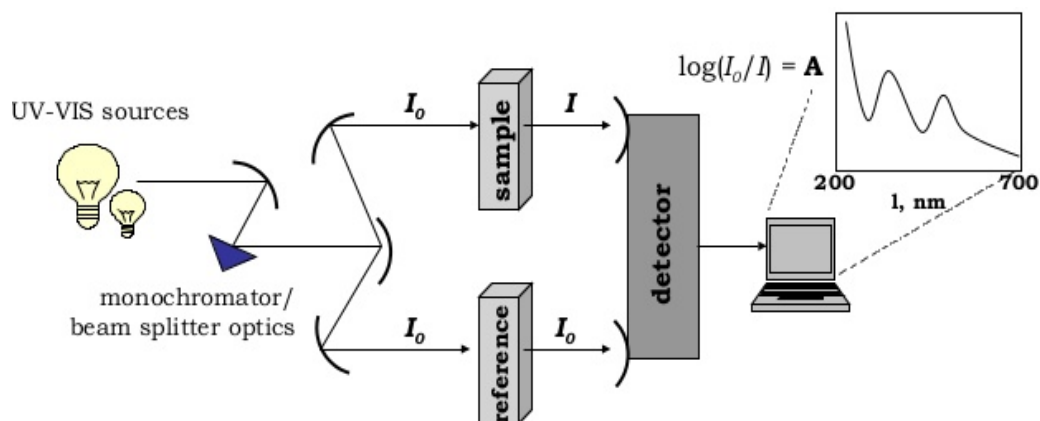 UV-VIS sources
monochromator/
beam splitter optics
I₀
sample
I
I₀
reference
I₀
detector
log(I₀/I) = A
200
700
l, nm